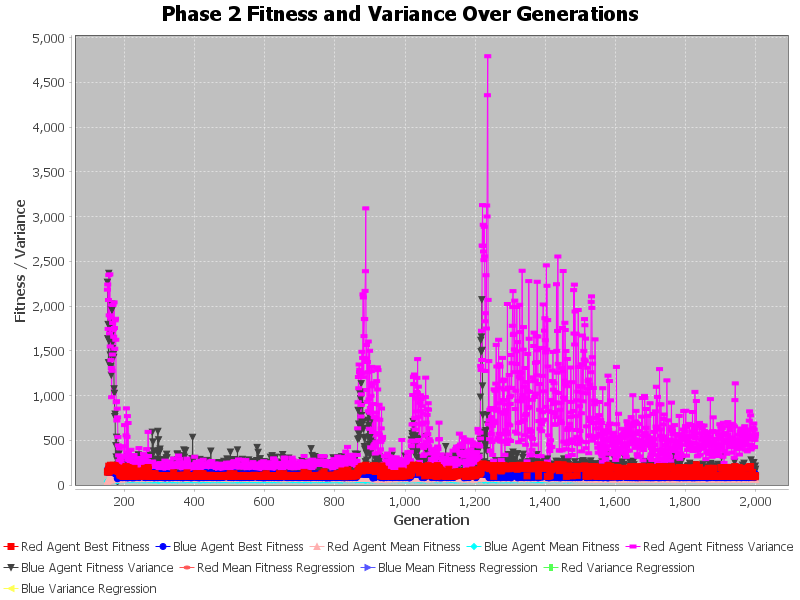 Phase 2 Fitness and Variance Over Generations
5,000
4,500
4,000
3,500
3,000
2,500
2,000
1,500
1,000
500
0
Fitness / Variance
200 400 600 800 1,000 1,200 1,400 1,600 1,800 2,000
Generation
Red Agent Best Fitness Blue Agent Best Fitness Red Agent Mean Fitness Blue Agent Mean Fitness Red Agent Fitness Variance
Blue Agent Fitness Variance Red Mean Fitness Regression Blue Mean Fitness Regression Red Variance Regression
Blue Variance Regression